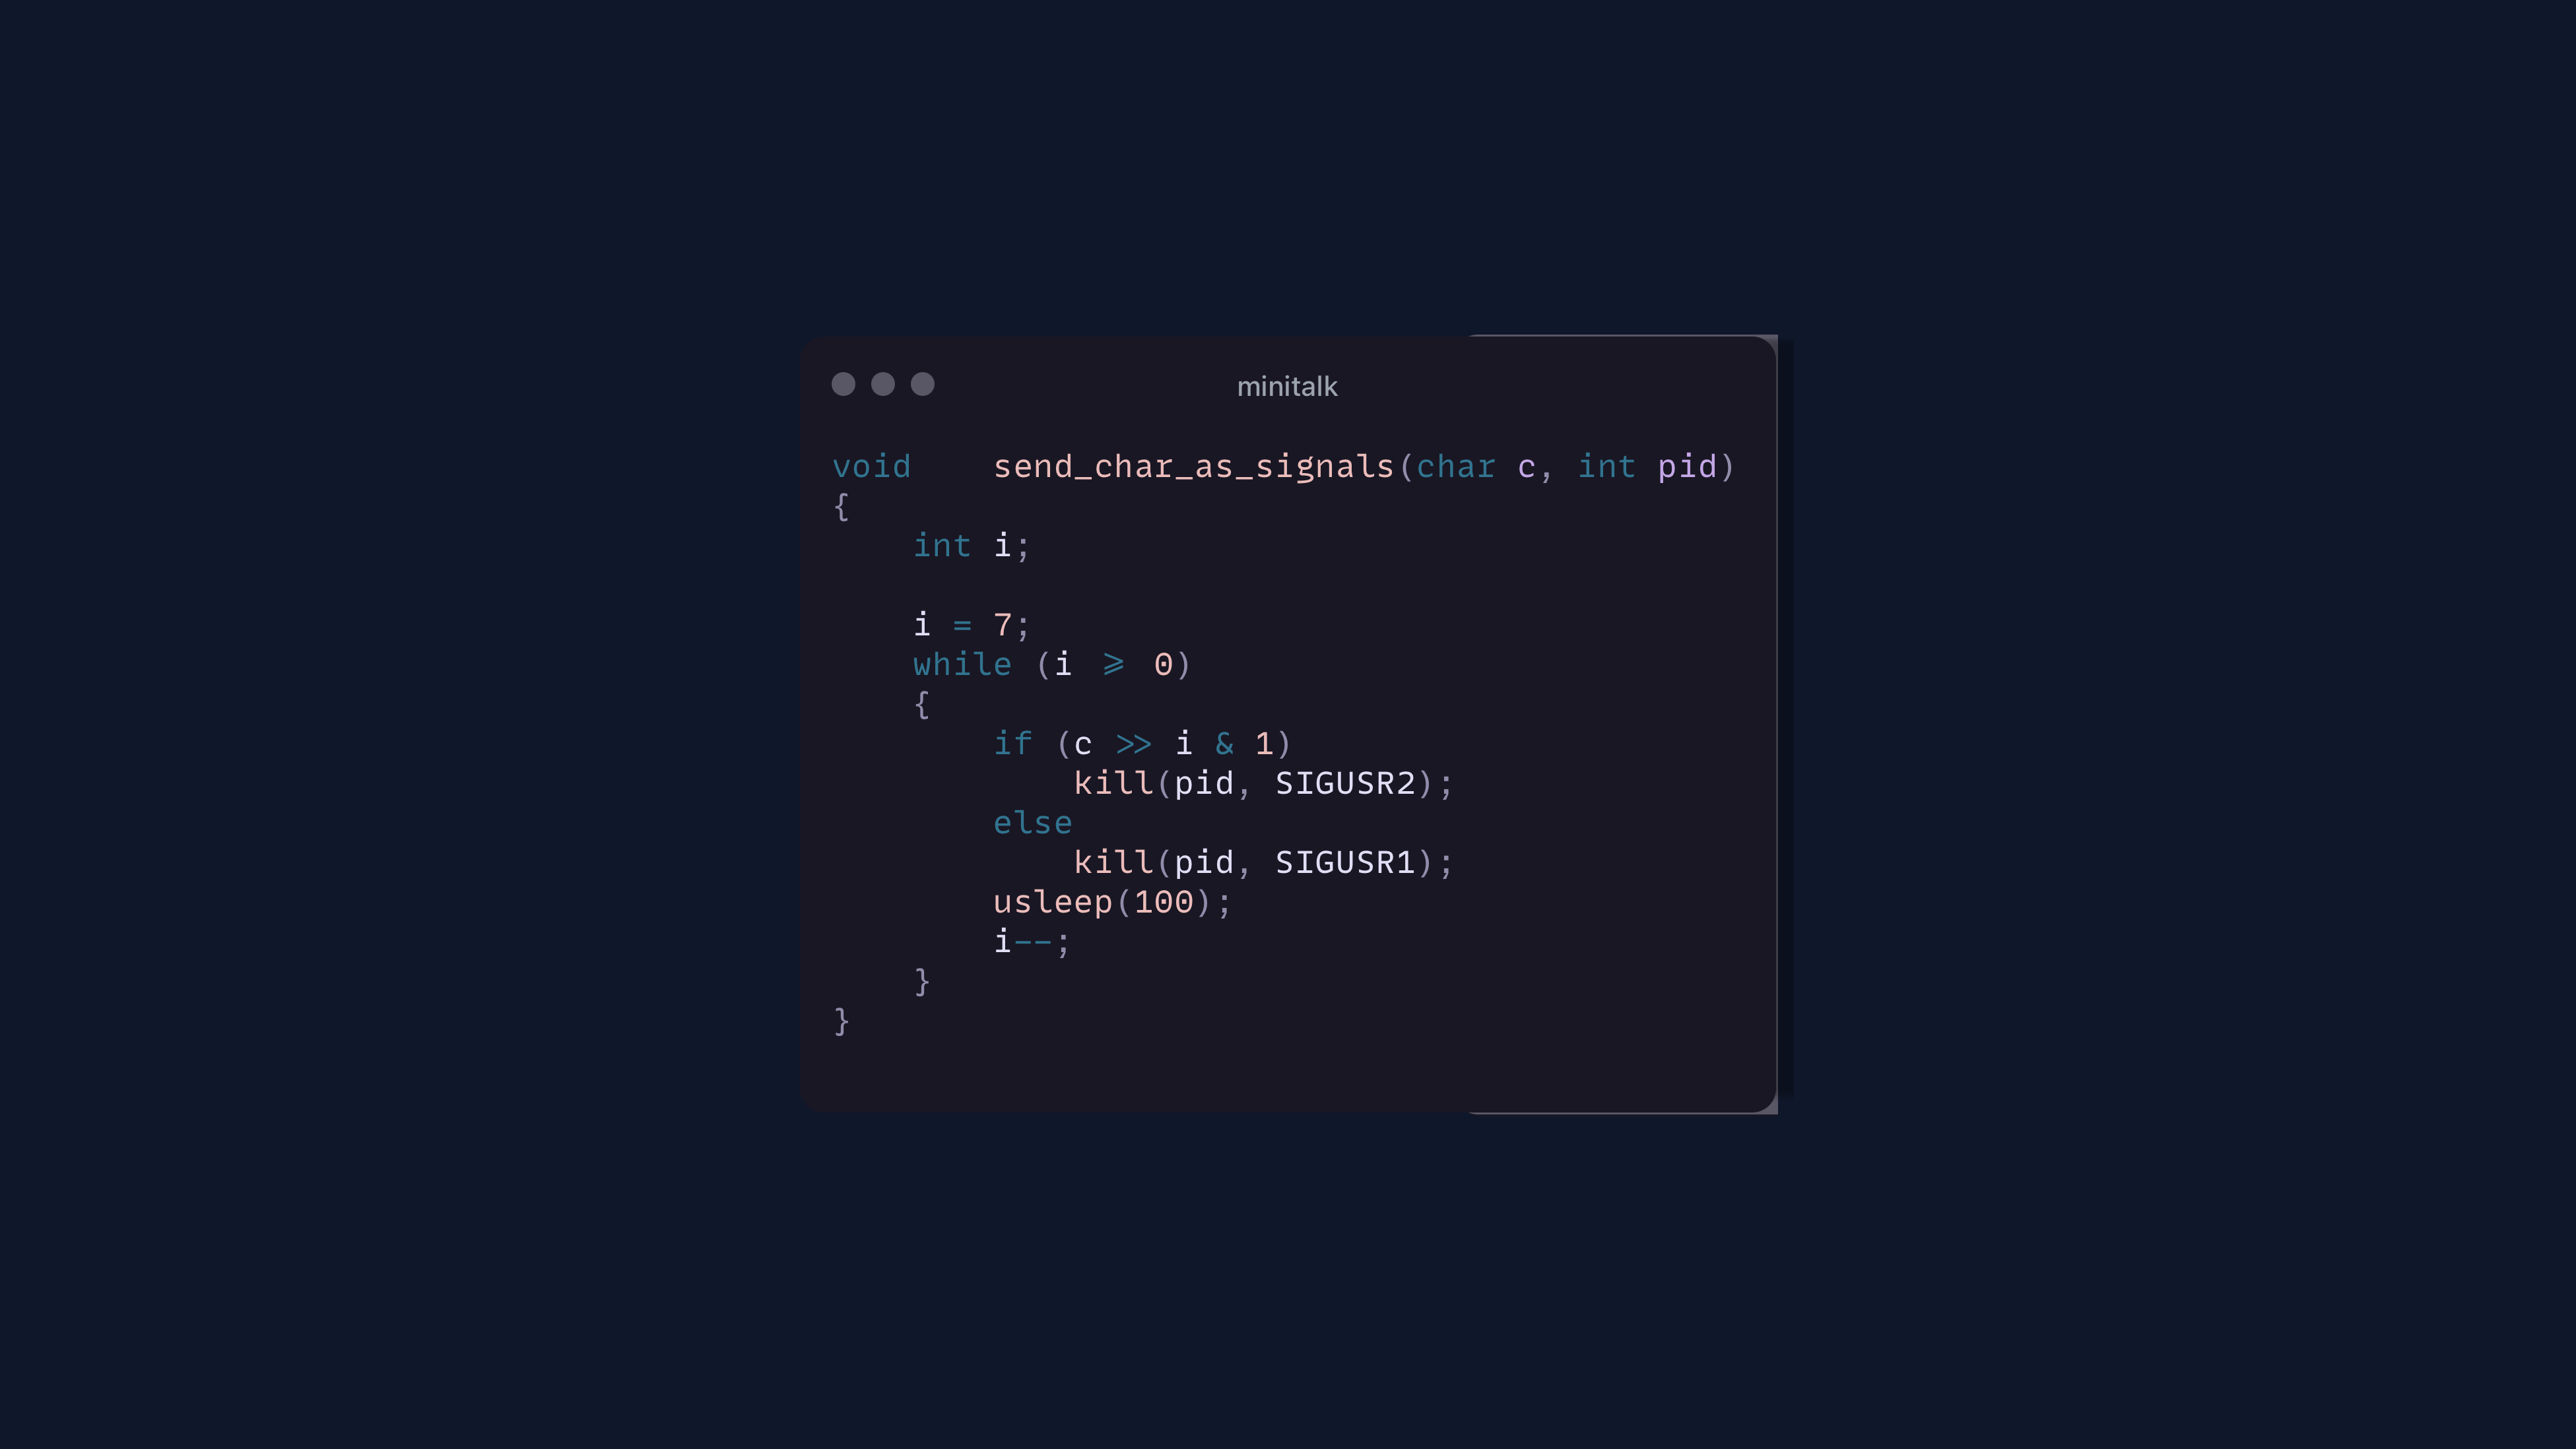 minitalk
void    send_char_as_signals(char c, int pid)
{
    int i;

    i = 7;
    while (i >= 0)
    {
        if (c >> i & 1)
            kill(pid, SIGUSR2);
        else
            kill(pid, SIGUSR1);
        usleep(100);
        i--;
    }
}